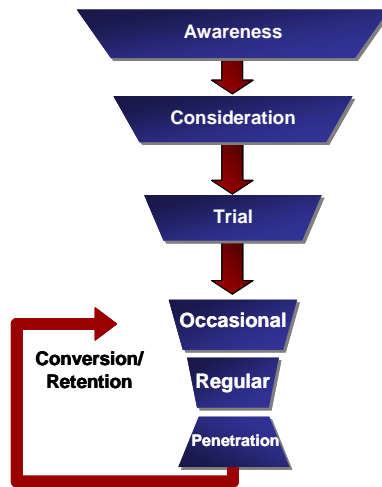 Awareness
Consideration
Trial
Occasional
Conversion/
Retention
Regular
Penetration